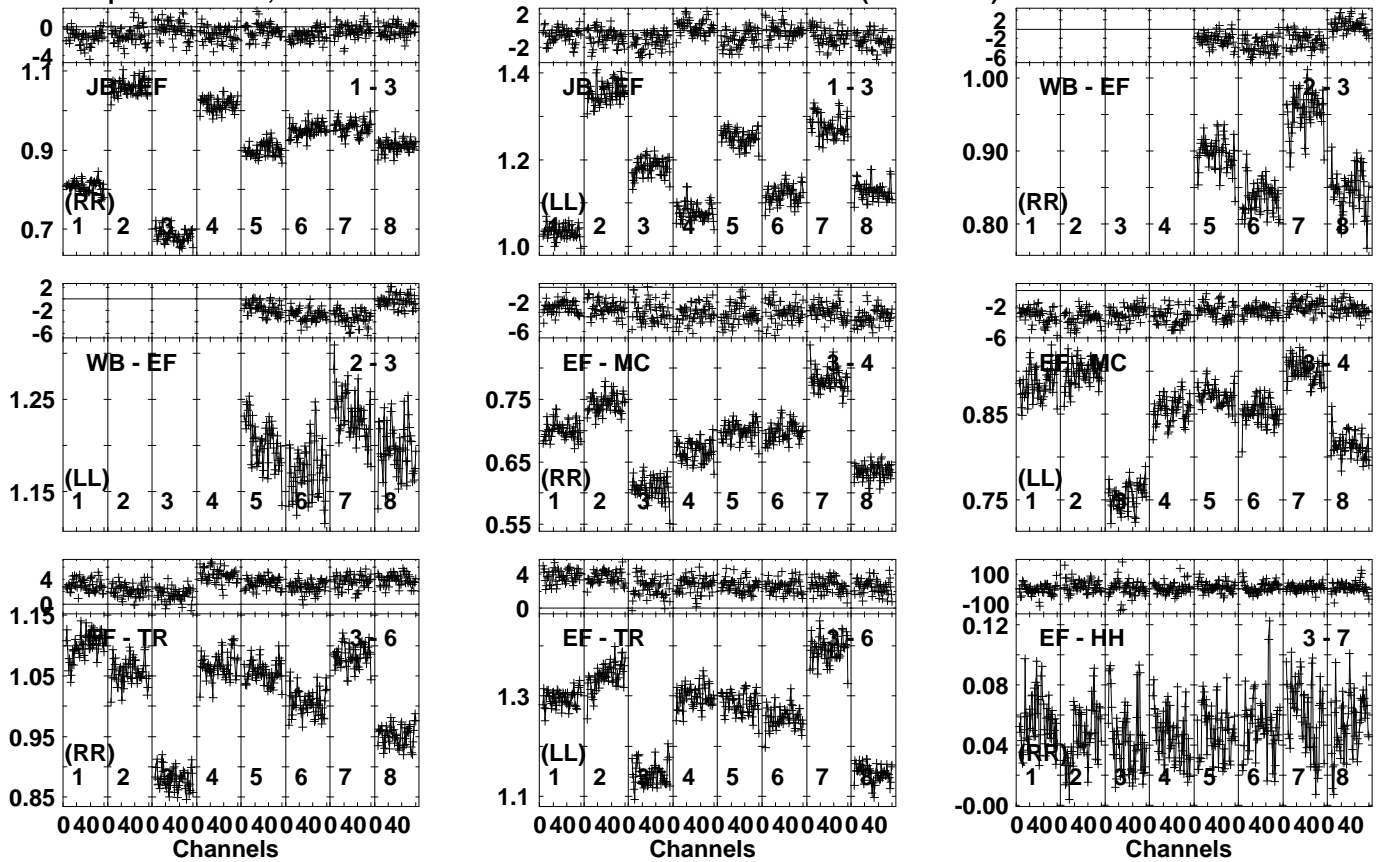 0
-4
1.1
0.9
0.7
JB - EF 1 - 3
(RR)
1 2 3 4 5 6 7 8
2
-2
1.4
1.2
1.0
JB - EF 1 - 3
(LL)
1 2 3 4 5 6 7 8
2
-2
-6
1.00
0.90
0.80
WB - EF 2 - 3
(RR)
1 2 3 4 5 6 7 8
2
-2
-6
1.25
1.15
WB - EF 2 - 3
(LL)
1 2 3 4 5 6 7 8
-2
-6
0.75
0.65
0.55
EF - MC 3 - 4
(RR)
1 2 3 4 5 6 7 8
-2
-6
0.85
0.75
EF - MC 3 - 4
(LL)
1 2 3 4 5 6 7 8
4
0
1.15
1.05
0.95
0.85
EF - TR 3 - 6
(RR)
1 2 3 4 5 6 7 8
0 40 0 40 0 40 0 40 0 40 0 40 0 40 0 40
Channels
4
0
1.3
1.1
EF - TR 3 - 6
(LL)
1 2 3 4 5 6 7 8
0 40 0 40 0 40 0 40 0 40 0 40 0 40 0 40
Channels
100
-100
0.12
0.08
0.04
-0.00
EF - HH 3 - 7
(RR)
1 2 3 4 5 6 7 8
0 40 0 40 0 40 0 40 0 40 0 40 0 40 0 40
Channels